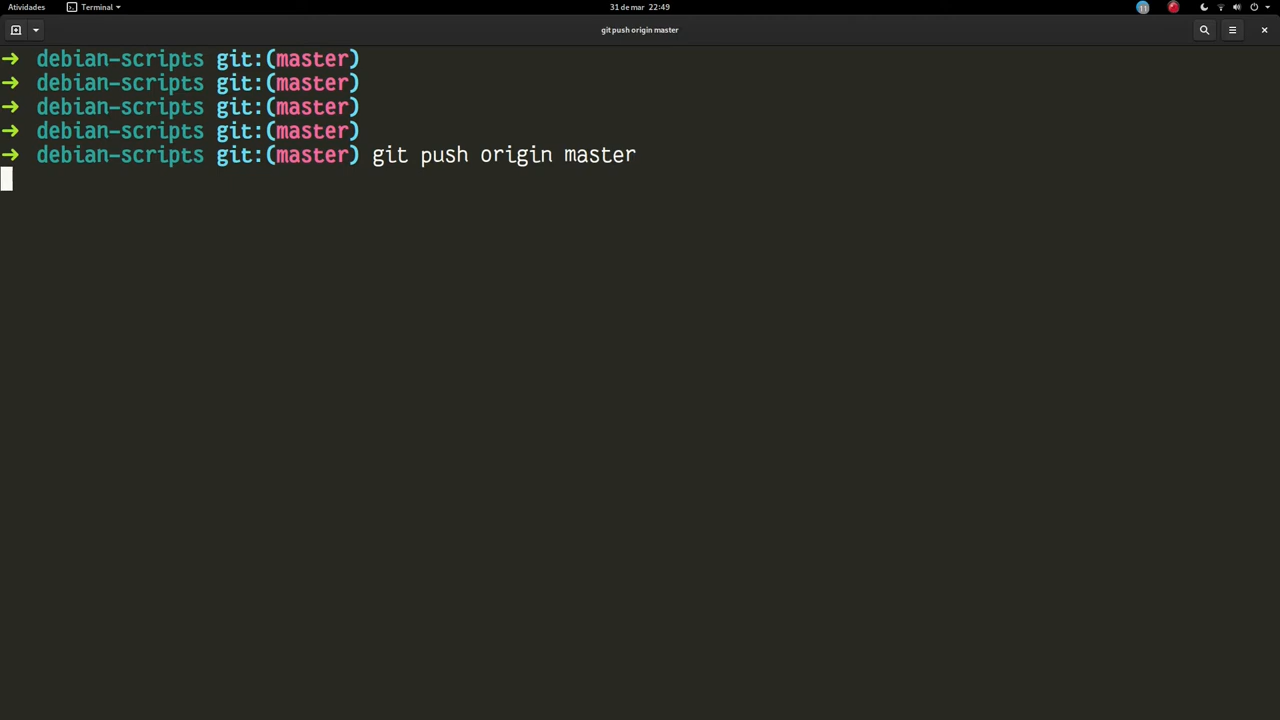 Atividades Terminal 31 de mar 22:49 11
git push origin master
➜ debian-scripts git:(master)
➜ debian-scripts git:(master)
➜ debian-scripts git:(master)
➜ debian-scripts git:(master)
➜ debian-scripts git:(master) git push origin master